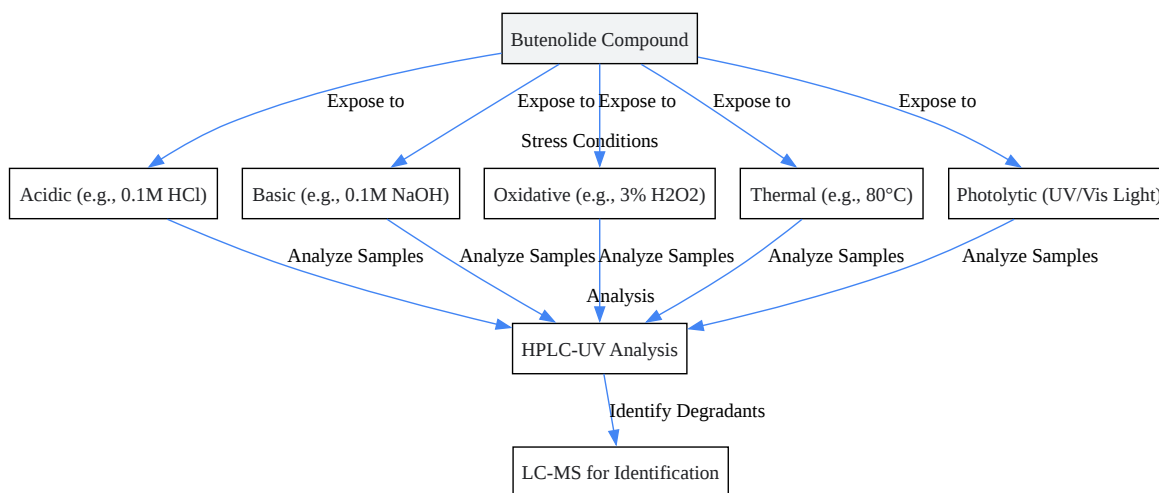 Butenolide Compound
Expose to
Expose to
Expose to
Expose to
Expose to
Stress Conditions
Acidic (e.g., 0.1M HCl)
Basic (e.g., 0.1M NaOH)
Oxidative (e.g., 3% H2O2)
Thermal (e.g., 80°C)
Photolytic (UV/Vis Light)
Analyze Samples
Analyze Samples
Analyze Samples
Analyze Samples
Analyze Samples
Analysis
HPLC-UV Analysis
Identify Degradants
LC-MS for Identification